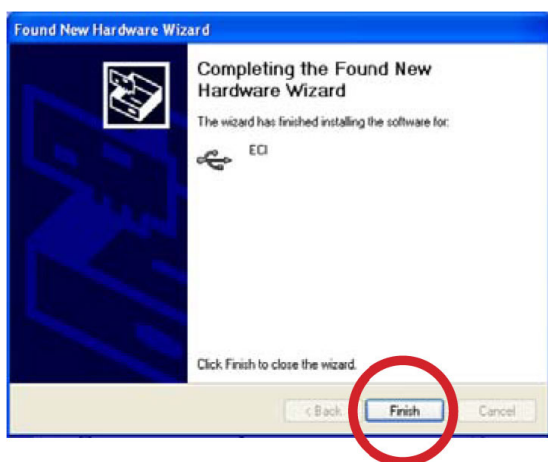 Found New Hardware Wizard
Completing the Found New
Hardware Wizard
The wizard has finished installing the software for:
ECI
Click Finish to close the wizard.
< Back
Finish
Cancel